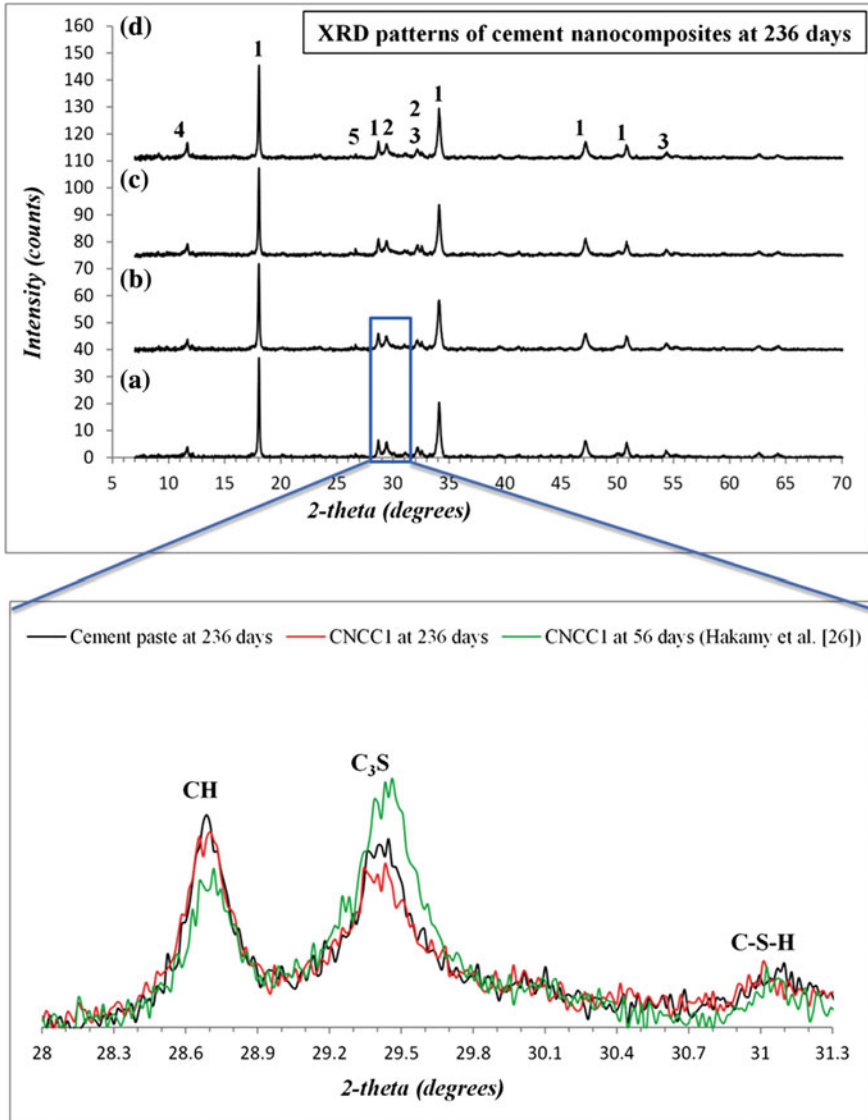 XRD patterns of cement nanocomposites at 236 days
160
150
140
130
120
110
100
90
80
70
60
50
40
30
20
10
0
Intensity (counts)
(d)
(c)
(b)
(a)
4
1
5
1 2
2
3
1
1
1
3
5 10 15 20 25 30 35 40 45 50 55 60 65 70
2-theta (degrees)
Cement paste at 236 days CNCC1 at 236 days CNCC1 at 56 days (Hakamy et al. [26])
CH
C₃S
C-S-H
28 28.3 28.6 28.9 29.2 29.5 29.8 30.1 30.4 30.7 31 31.3
2-theta (degrees)